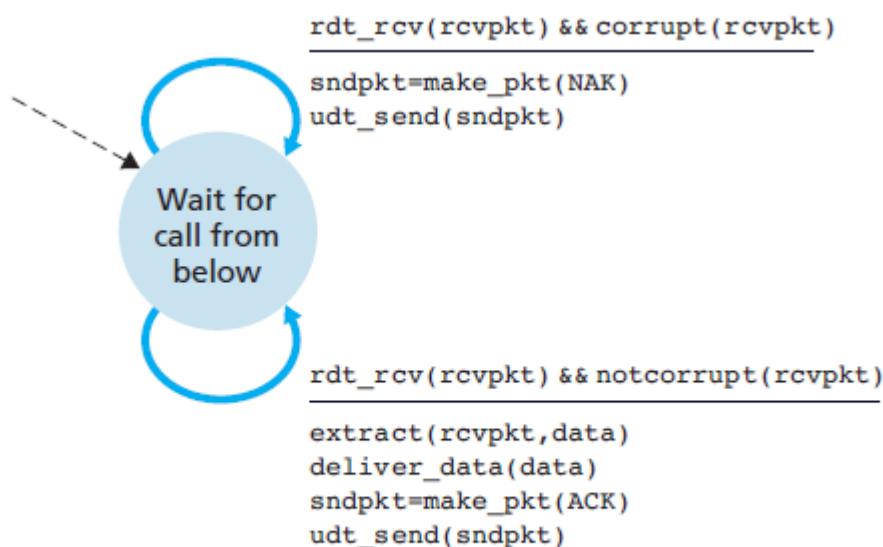 rdt_rcv(rcvpkt) && corrupt(rcvpkt)
sndpkt=make_pkt(NAK)
udt_send(sndpkt)
Wait for
call from
below
rdt_rcv(rcvpkt) && notcorrupt(rcvpkt)
extract(rcvpkt,data)
deliver_data(data)
sndpkt=make_pkt(ACK)
udt_send(sndpkt)